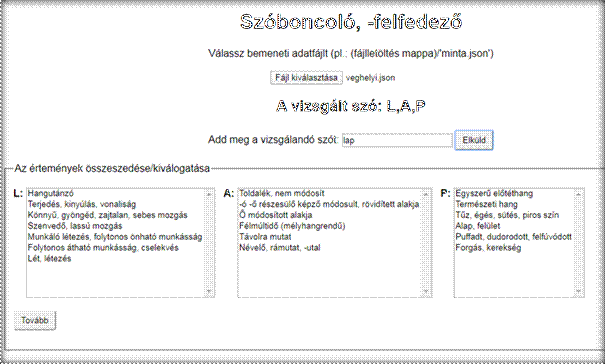 Szóboncoló, -felfedező
Válassz bemeneti adatfájlt (pl.: (fájlletöltés mappa)/'minta.json')
Fájl kiválasztása veghelyi.json
A vizsgált szó: L,A,P
Add meg a vizsgálandó szót: lap Elküld
Az értemények összeszedése/kiválogatása
L:
Hangutánzó
Terjedés, kinyúlás, vonaliság
Könnyű, gyöngéd, zajtalan, sebes mozgás
Szenvedő, lassú mozgás
Munkáló létezés, folytonos önható munkásság
Folytonos átható munkásság, cselekvés
Lét, létezés
A:
Toldalék, nem módosít
-ó -ő részesülő képző módosult, rövidített alakja
Ő módosított alakja
Félmúltidő (mélyhangrendű)
Távolra mutat
Névelő, rámutat, -utal
P:
Egyszerű előtéthang
Természeti hang
Tűz, égés, sütés, piros szín
Alap, felület
Puffadt, dudorodott, felfúvódott
Forgás, kerekség
Tovább